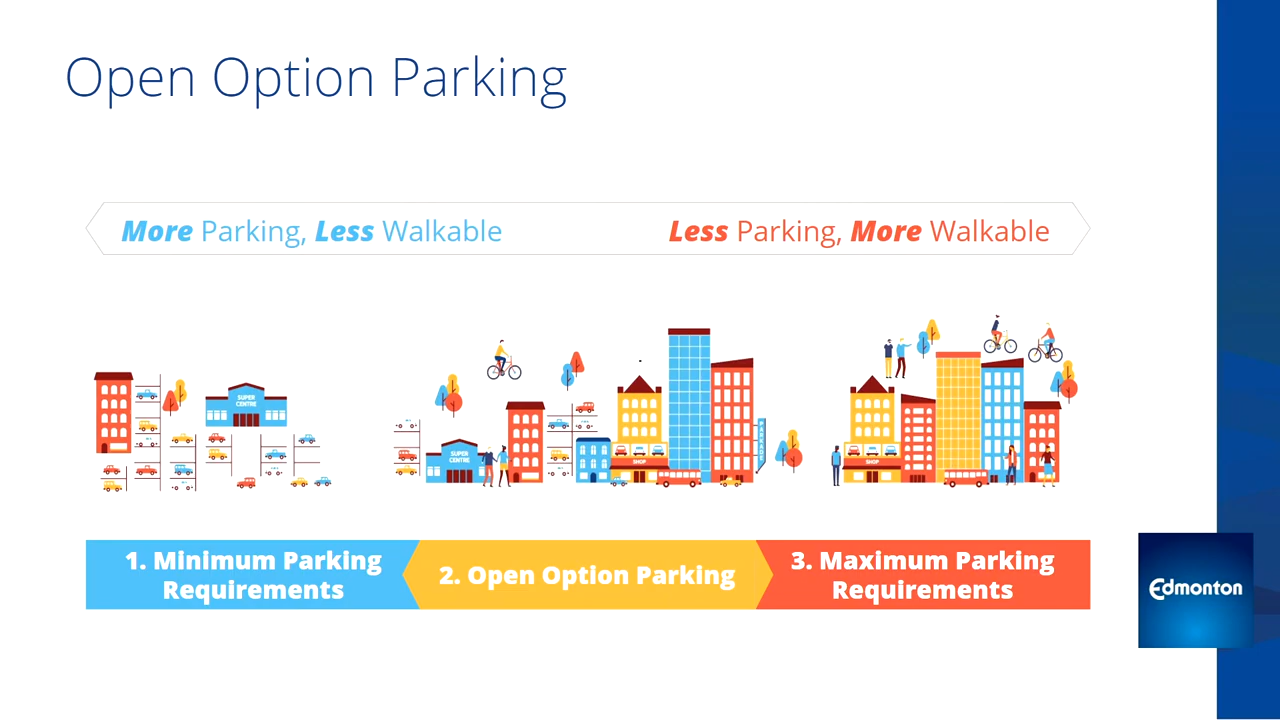 Open Option Parking
More Parking, Less Walkable
Less Parking, More Walkable
SUPER
CENTRE
SUPER
CENTRE
SHOP
PARKADE
SHOP
1. Minimum Parking
Requirements
2. Open Option Parking
3. Maximum Parking
Requirements
Edmonton